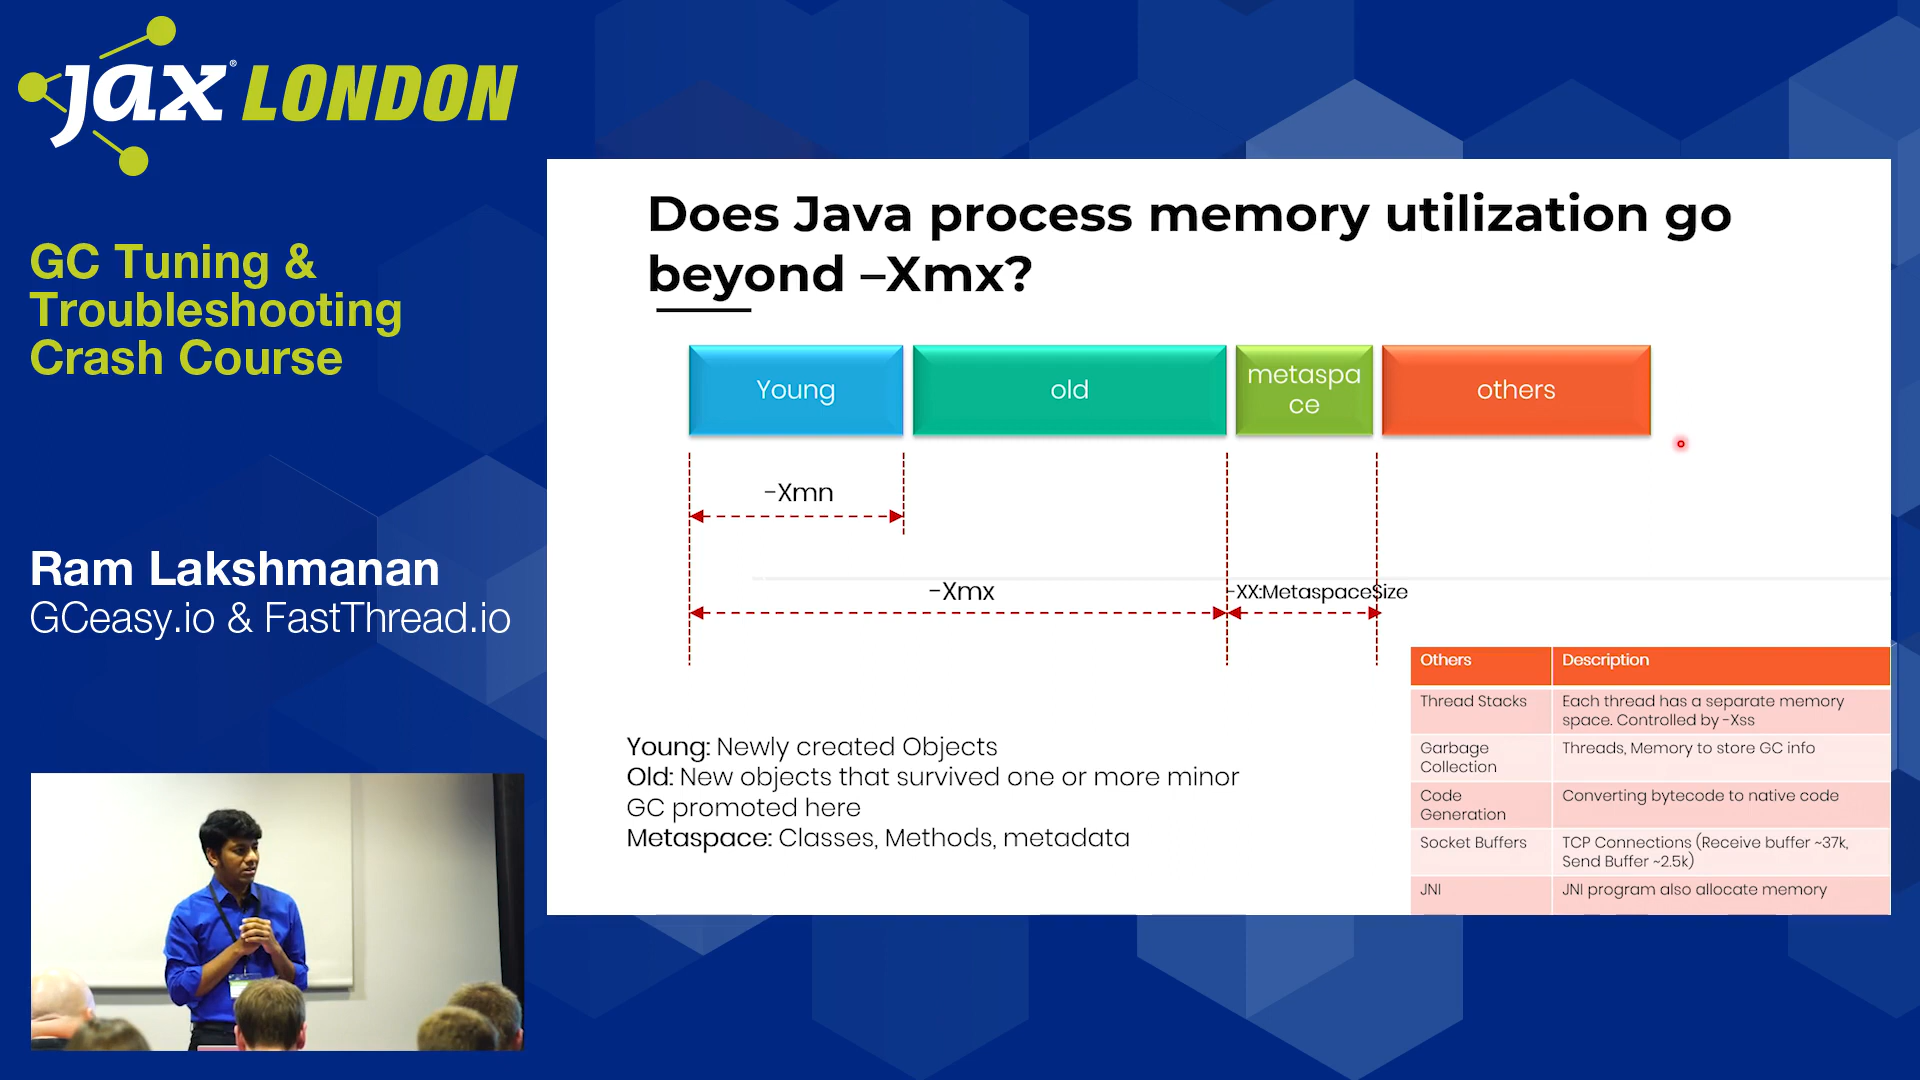 jax® LONDON
GC Tuning &
Troubleshooting
Crash Course
Ram Lakshmanan
GCeasy.io & FastThread.io
Does Java process memory utilization go
beyond –Xmx?
Young
old
metaspa
ce
others
-Xmn
-Xmx
-XX:MetaspaceSize
Young: Newly created Objects
Old: New objects that survived one or more minor
GC promoted here
Metaspace: Classes, Methods, metadata
Others Description
Thread Stacks Each thread has a separate memory
space. Controlled by -Xss
Garbage Threads, Memory to store GC info
Collection
Code Converting bytecode to native code
Generation
Socket Buffers TCP Connections (Receive buffer ~37k,
Send Buffer ~2.5k)
JNI JNI program also allocate memory